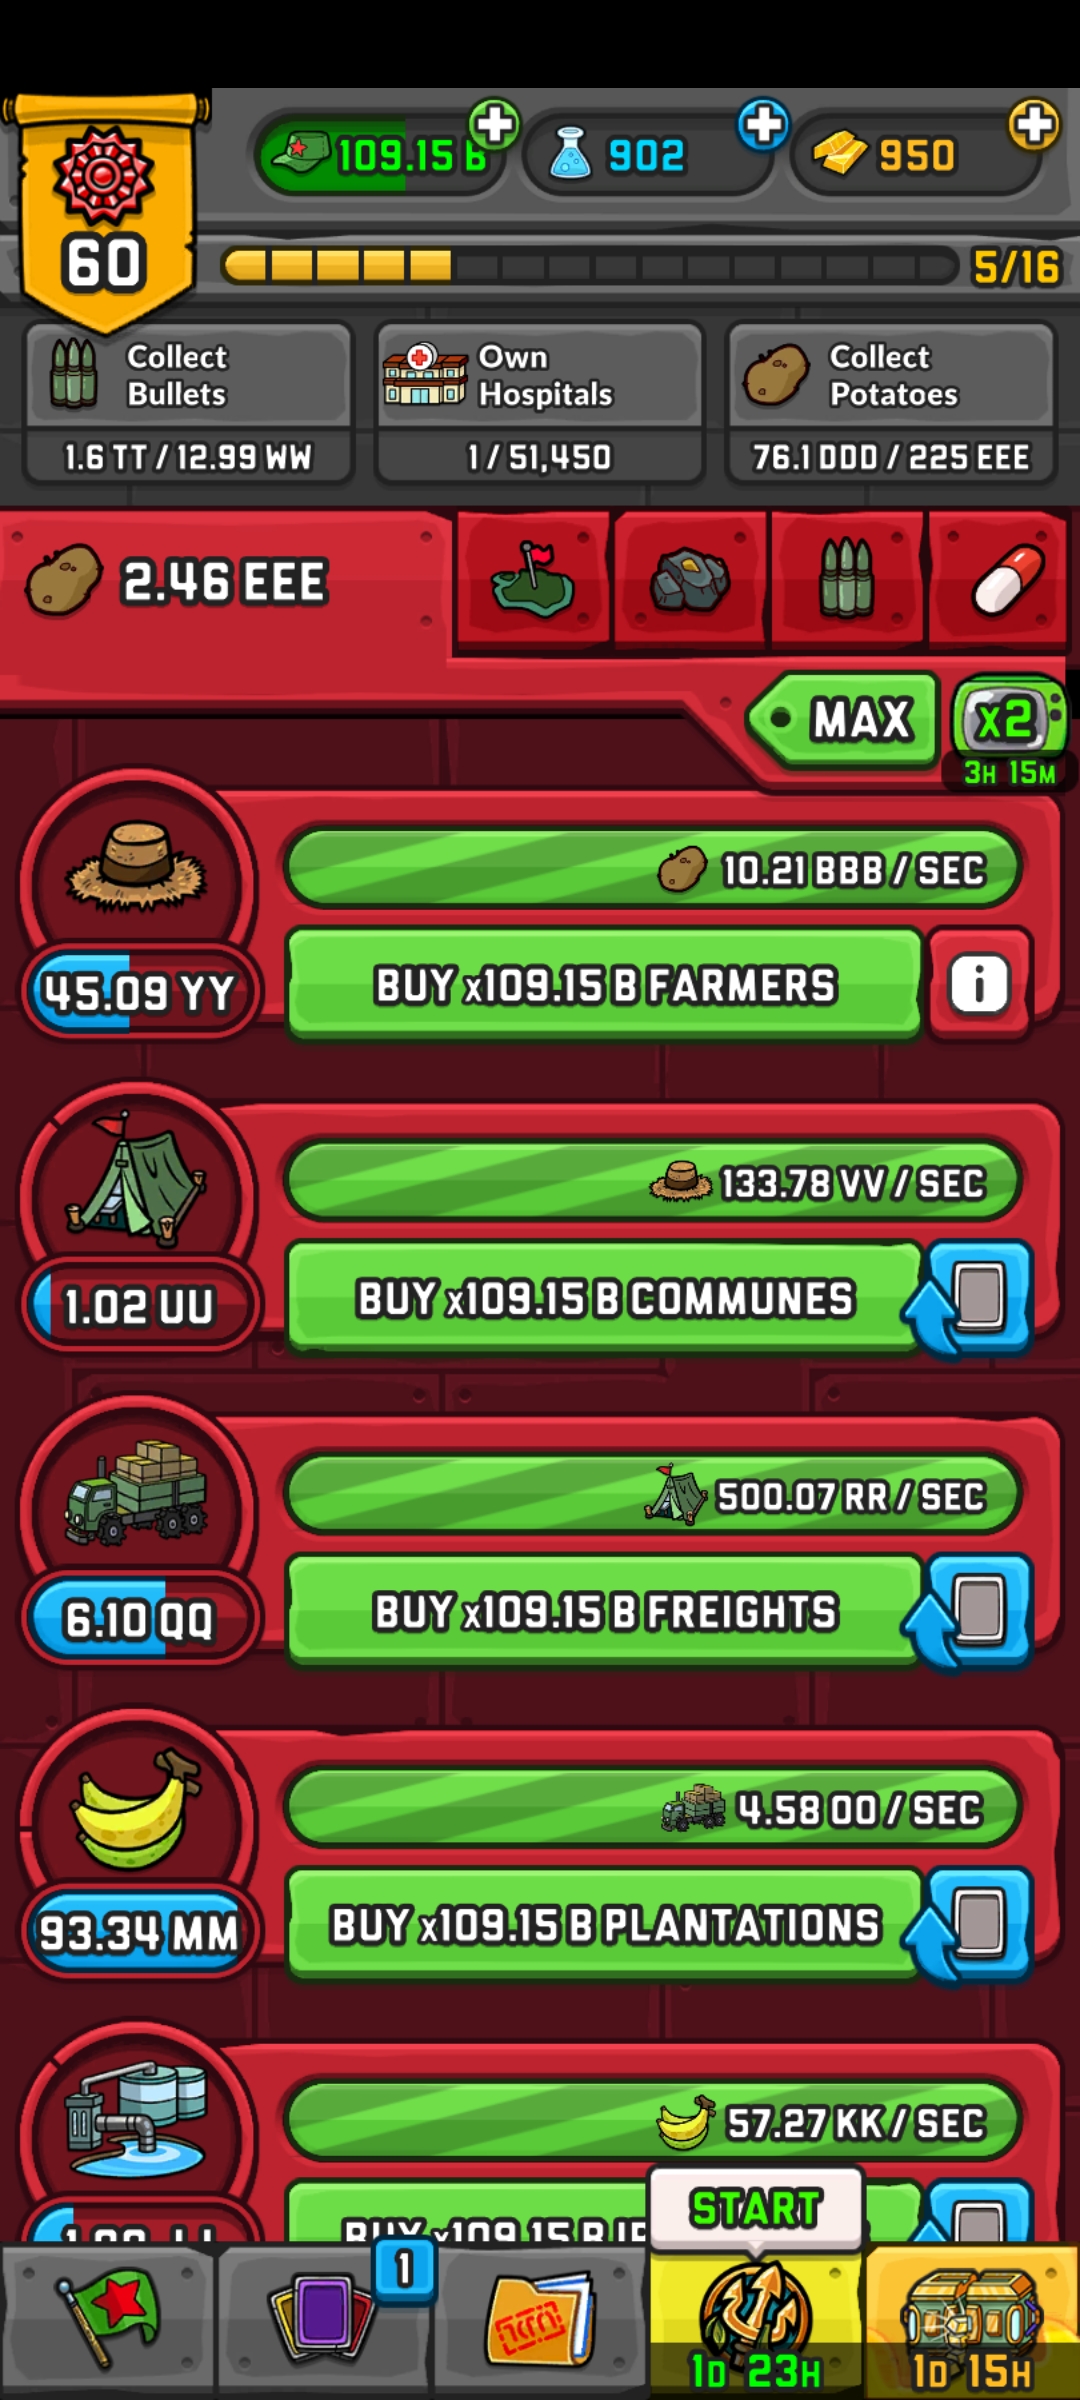 109.15 B
902
950
60
5/16
Collect
Bullets
1.6 TT / 12.99 WW
Own
Hospitals
1 / 51,450
Collect
Potatoes
76.1 DDD / 225 EEE
2.46 EEE
MAX
x2
3H 15M
10.21 BBB / SEC
45.09 YY
BUY x109.15 B FARMERS
i
133.78 VV / SEC
1.02 UU
BUY x109.15 B COMMUNES
500.07 RR / SEC
6.10 QQ
BUY x109.15 B FREIGHTS
4.58 OO / SEC
93.34 MM
BUY x109.15 B PLANTATIONS
57.27 KK / SEC
BUY x109.15 B
START
1
1D 23H
1D 15H